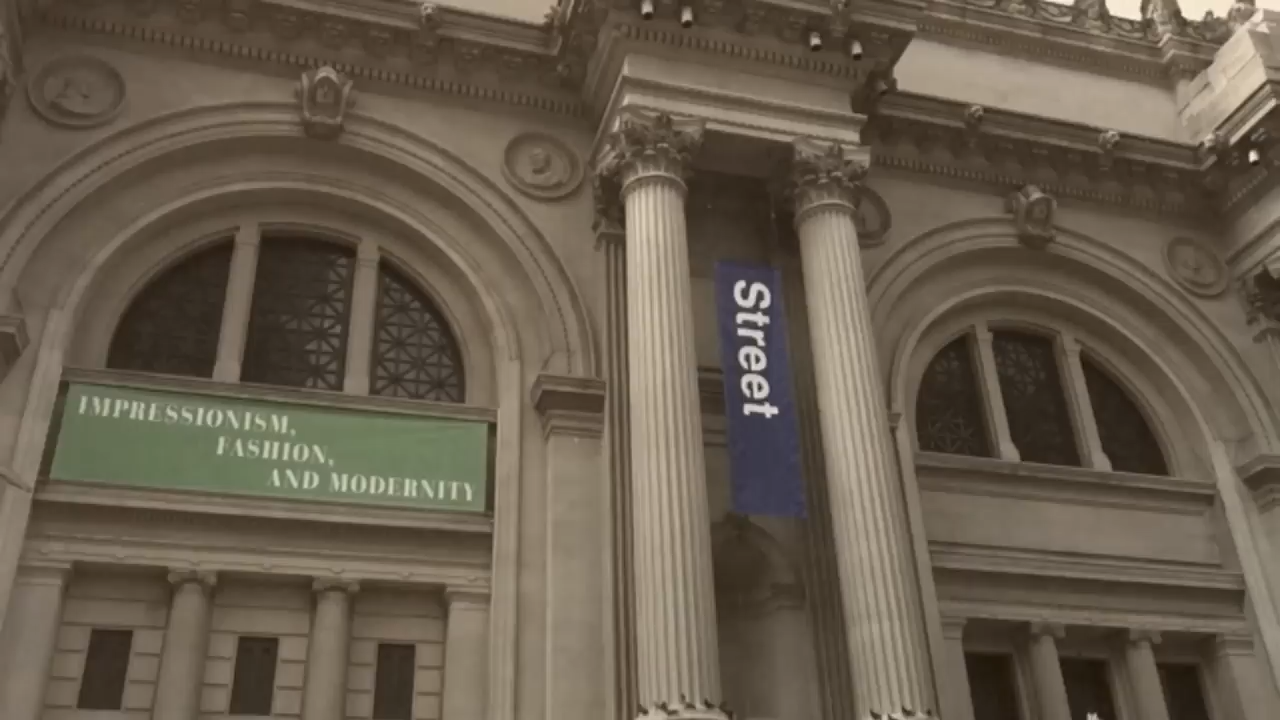 IMPRESSIONISM,
FASHION,
AND MODERNITY
Street